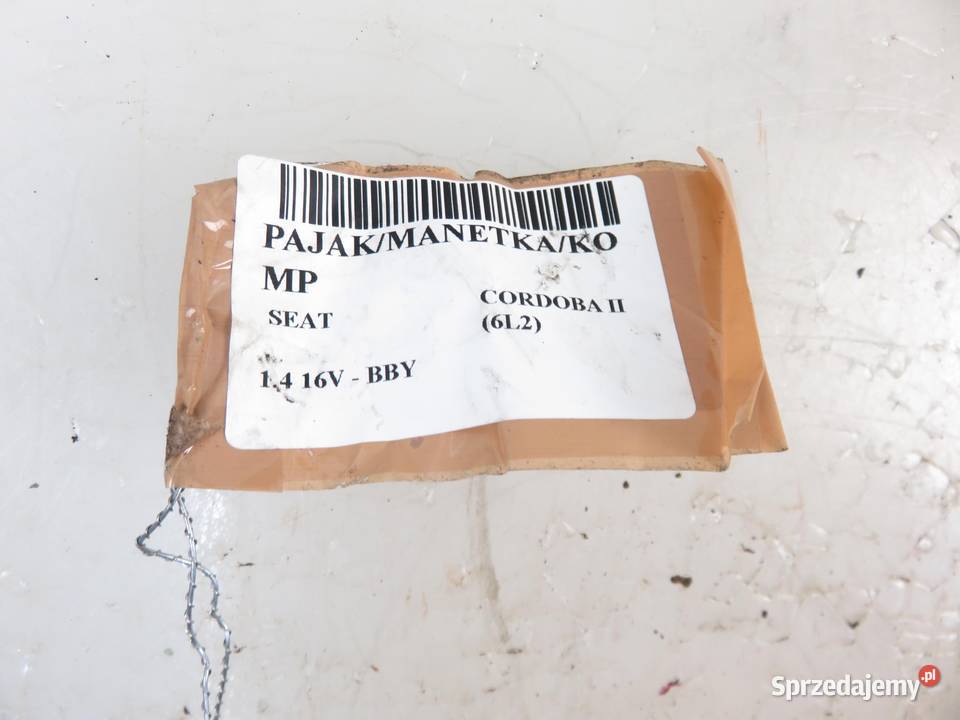 PAJAK/MANETKA/KO
MP
SEAT
CORDOBA II
(6L2)
1.4 16V - BBY
Sprzedajemy.pl